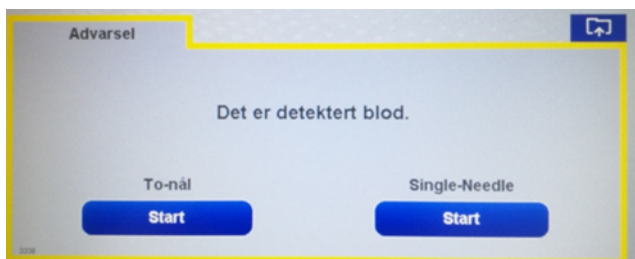 Advarsel
Det er detektert blod.
To-nål
Single-Needle
Start
Start